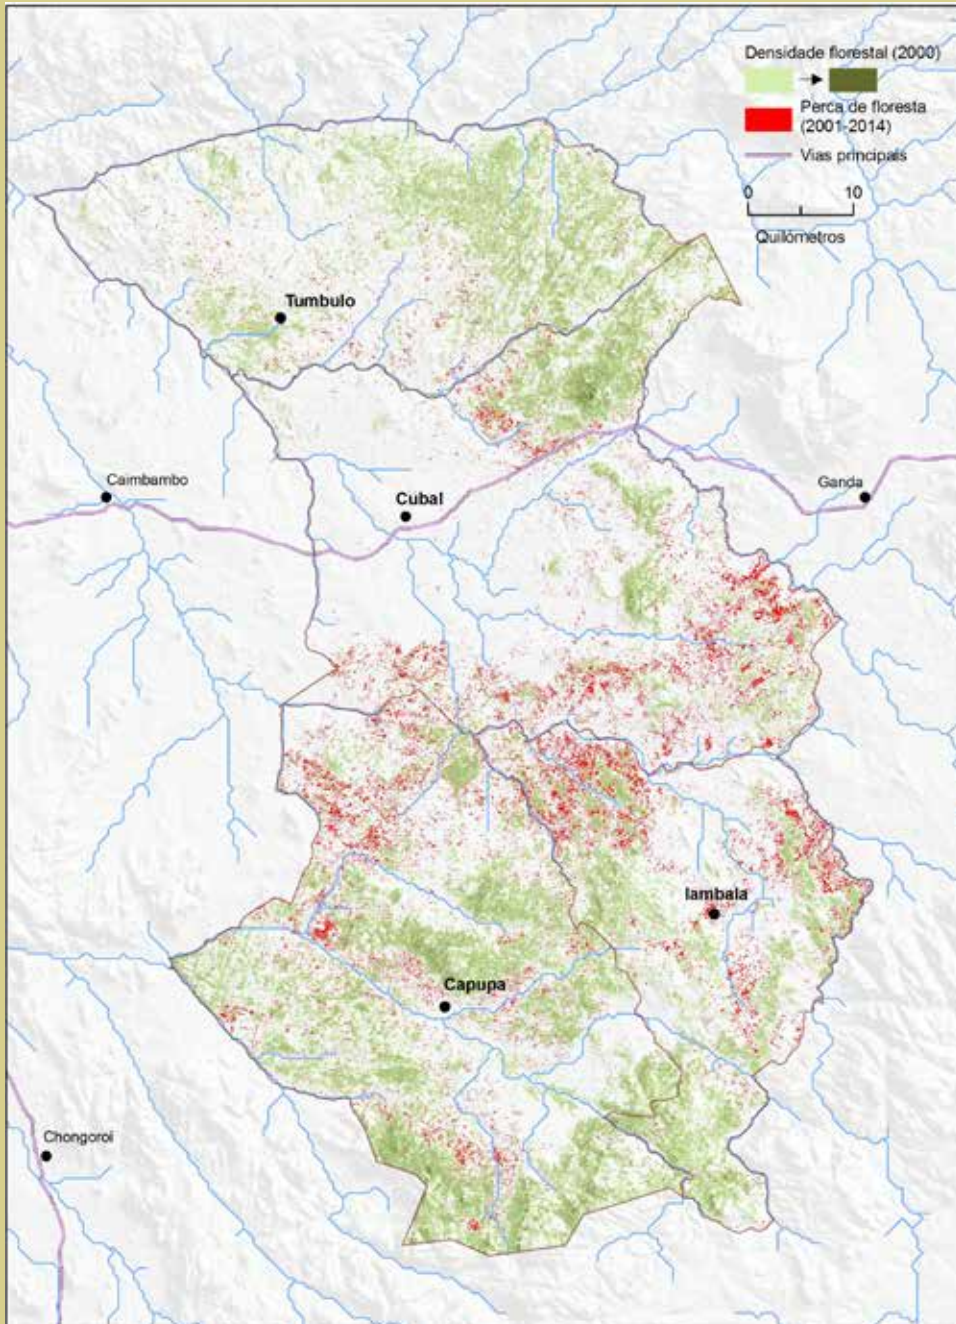 Densidade florestal (2000)
Perca de floresta
(2001-2014)
Vias principais
0 10
Quilómetros
Tumbulo
Caimbambo
Cubal
Ganda
Iambala
Capupa
Chongoroi